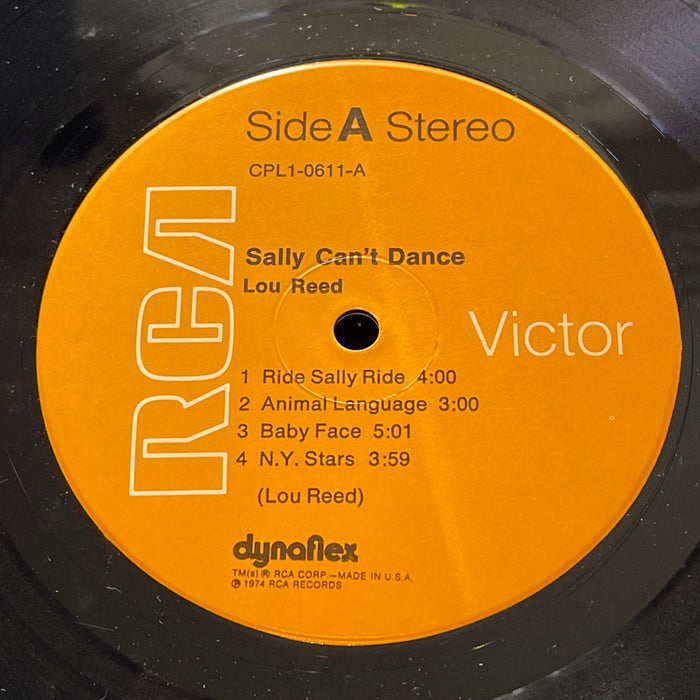 Side A Stereo
CPL1-0611-A
RCA
Sally Can't Dance
Lou Reed
Victor
1 Ride Sally Ride 4:00
2 Animal Language 3:00
3 Baby Face 5:01
4 N.Y. Stars 3:59
(Lou Reed)
dynaflex
TM(s) ® RCA CORP.—MADE IN U.S.A.
℗ 1974 RCA RECORDS